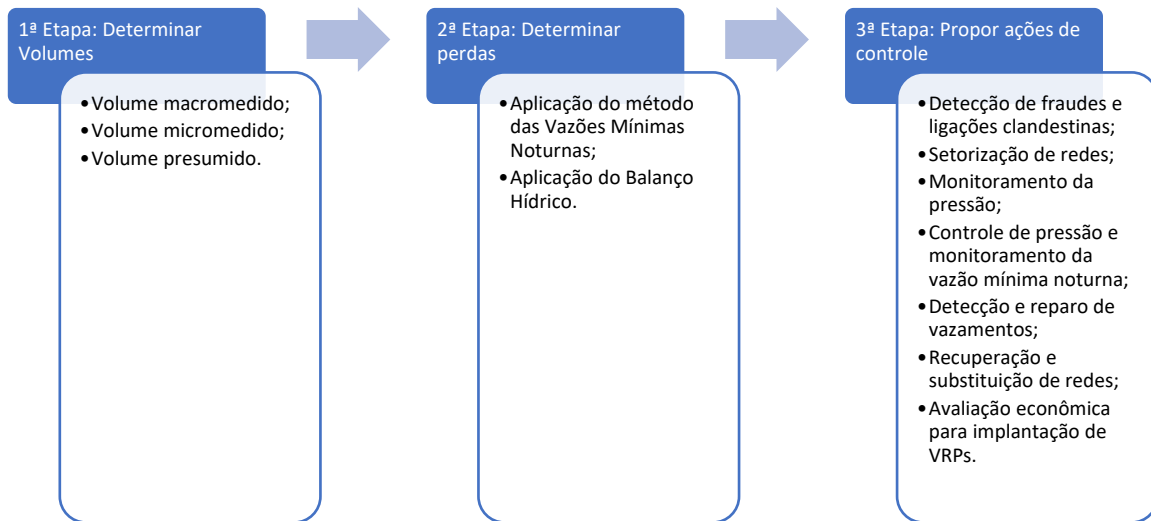 1ª Etapa: Determinar
Volumes
•Volume macromedido;
•Volume micromedido;
•Volume presumido.
2ª Etapa: Determinar
perdas
•Aplicação do método
das Vazões Mínimas
Noturnas;
•Aplicação do Balanço
Hídrico.
3ª Etapa: Propor ações de
controle
•Detecção de fraudes e
ligações clandestinas;
•Setorização de redes;
•Monitoramento da
pressão;
•Controle de pressão e
monitoramento da
vazão mínima noturna;
•Detecção e reparo de
vazamentos;
•Recuperação e
substituição de redes;
•Avaliação econômica
para implantação de
VRPs.